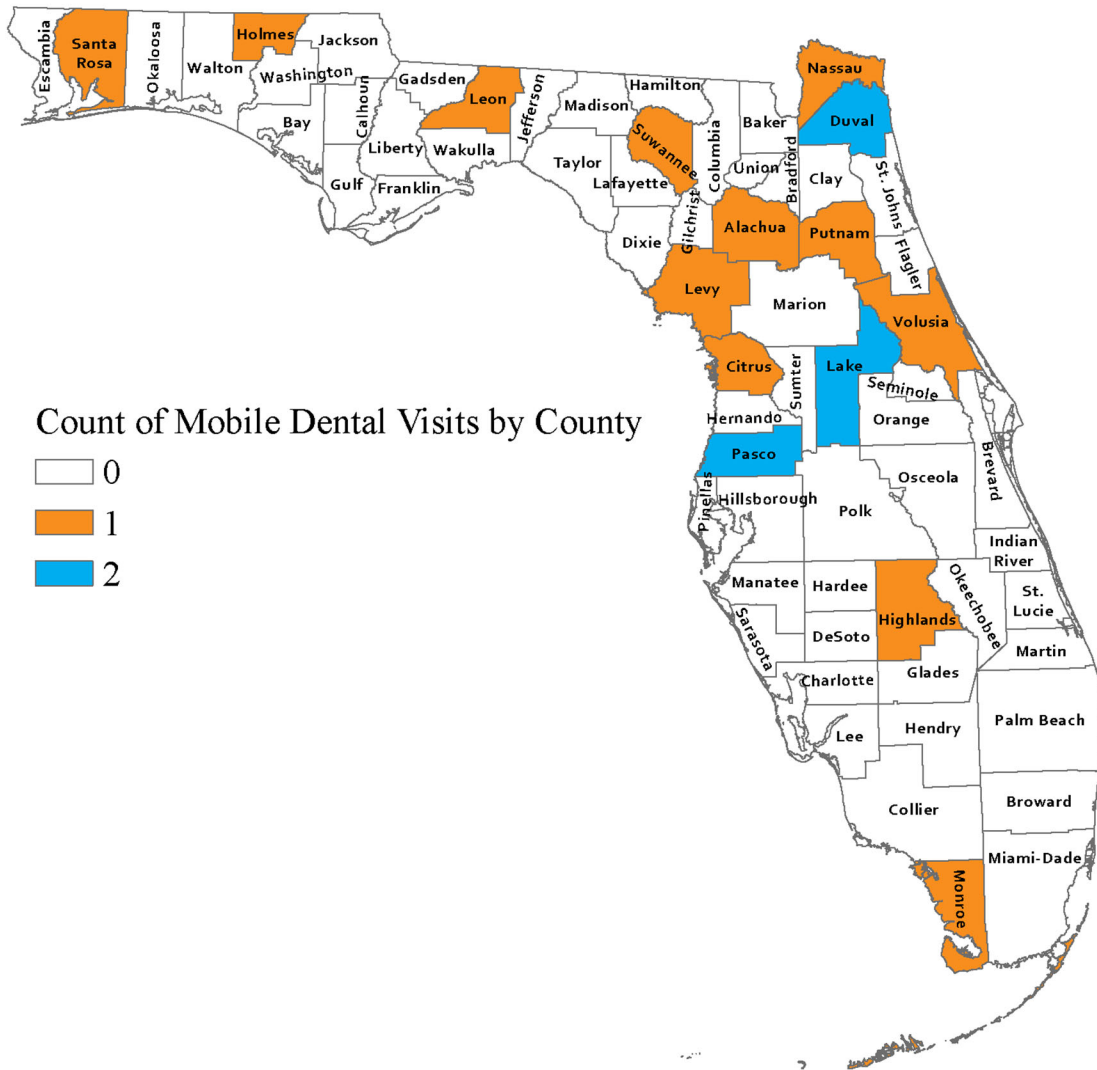 Escambia
Santa
Rosa
Okaloosa
Walton
Holmes
Washington
Jackson
Bay
Calhoun
Gulf
Liberty
Gadsden
Franklin
Leon
Wakulla
Jefferson
Madison
Taylor
Hamilton
Suwannee
Lafayette
Dixie
Columbia
Gilchrist
Baker
Union
Bradford
Nassau
Duval
Clay
St. Johns
Alachua
Putnam
Flagler
Levy
Marion
Volusia
Citrus
Sumter
Lake
Seminole
Hernando
Orange
Pasco
Brevard
Osceola
Pinellas
Hillsborough
Polk
Indian
River
Manatee
Hardee
Highlands
Okeechobee
St.
Lucie
Sarasota
DeSoto
Martin
Charlotte
Glades
Lee
Hendry
Palm Beach
Collier
Broward
Monroe
Miami-Dade
Count of Mobile Dental Visits by County
0
1
2